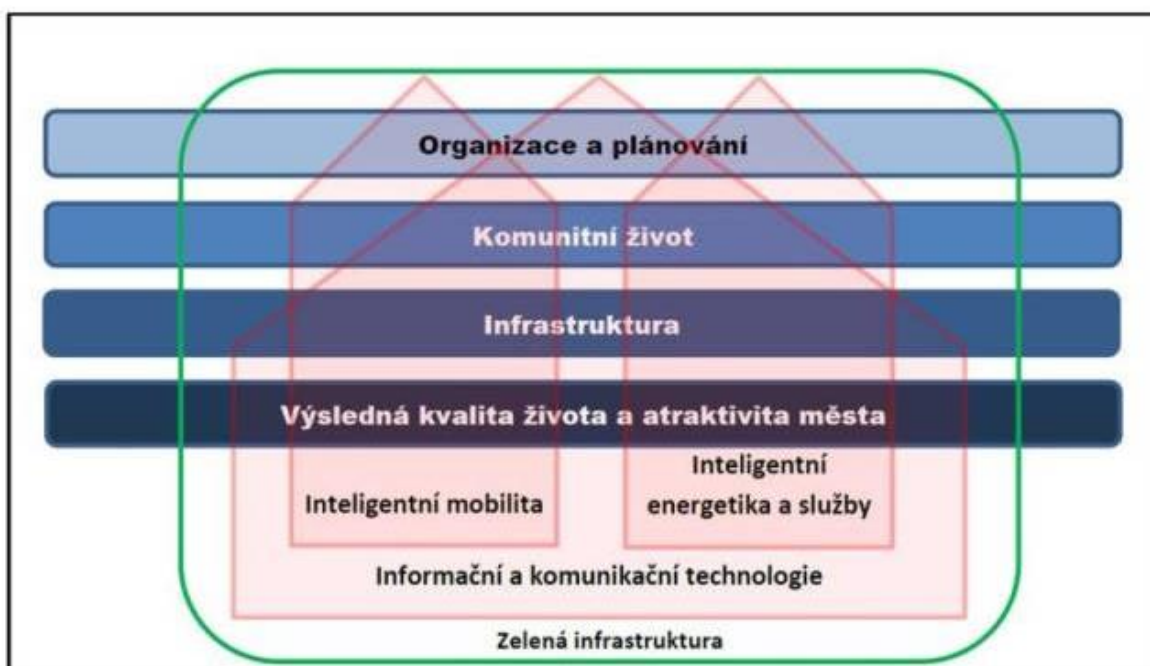 Organizace a plánování
Komunitní život
Infrastruktura
Výsledná kvalita života a atraktivita města
Inteligentní mobilita
Inteligentní
energetika a služby
Informační a komunikační technologie
Zelená infrastruktura